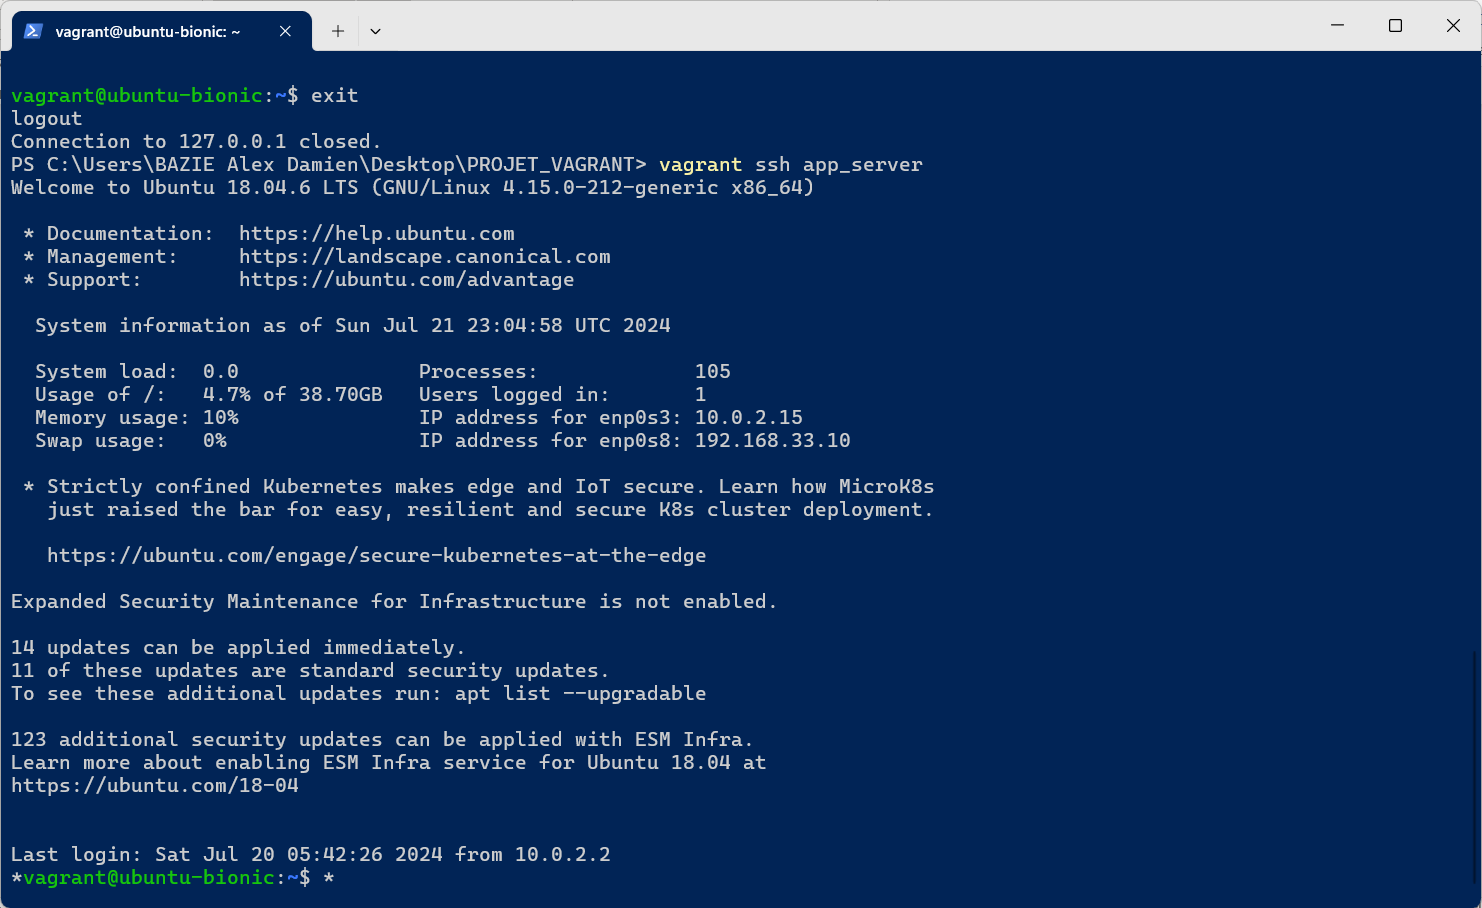 vagrant@ubuntu-bionic: ~
vagrant@ubuntu-bionic:~$ exit
logout
Connection to 127.0.0.1 closed.
PS C:\Users\BAZIE Alex Damien\Desktop\PROJET_VAGRANT> vagrant ssh app_server
Welcome to Ubuntu 18.04.6 LTS (GNU/Linux 4.15.0-212-generic x86_64)

 * Documentation:  https://help.ubuntu.com
 * Management:     https://landscape.canonical.com
 * Support:        https://ubuntu.com/advantage

  System information as of Sun Jul 21 23:04:58 UTC 2024

  System load:  0.0               Processes:             105
  Usage of /:   4.7% of 38.70GB   Users logged in:       1
  Memory usage: 10%               IP address for enp0s3: 10.0.2.15
  Swap usage:   0%                IP address for enp0s8: 192.168.33.10

 * Strictly confined Kubernetes makes edge and IoT secure. Learn how MicroK8s
   just raised the bar for easy, resilient and secure K8s cluster deployment.

   https://ubuntu.com/engage/secure-kubernetes-at-the-edge

Expanded Security Maintenance for Infrastructure is not enabled.

14 updates can be applied immediately.
11 of these updates are standard security updates.
To see these additional updates run: apt list --upgradable

123 additional security updates can be applied with ESM Infra.
Learn more about enabling ESM Infra service for Ubuntu 18.04 at
https://ubuntu.com/18-04

Last login: Sat Jul 20 05:42:26 2024 from 10.0.2.2
*vagrant@ubuntu-bionic:~$ *